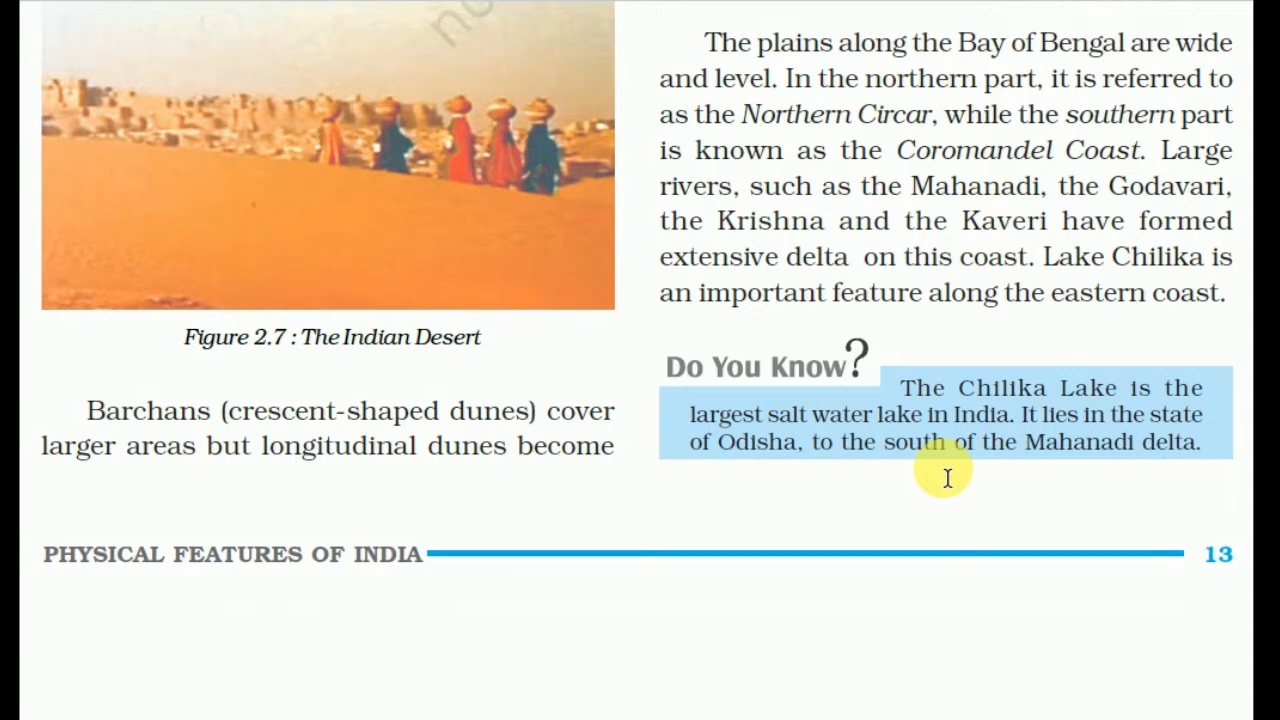 no
Figure 2.7 : The Indian Desert
Barchans (crescent-shaped dunes) cover
larger areas but longitudinal dunes become
The plains along the Bay of Bengal are wide
and level. In the northern part, it is referred to
as the Northern Circar, while the southern part
is known as the Coromandel Coast. Large
rivers, such as the Mahanadi, the Godavari,
the Krishna and the Kaveri have formed
extensive delta on this coast. Lake Chilika is
an important feature along the eastern coast.
Do You Know?
The Chilika Lake is the
largest salt water lake in India. It lies in the state
of Odisha, to the south of the Mahanadi delta.
PHYSICAL FEATURES OF INDIA 13